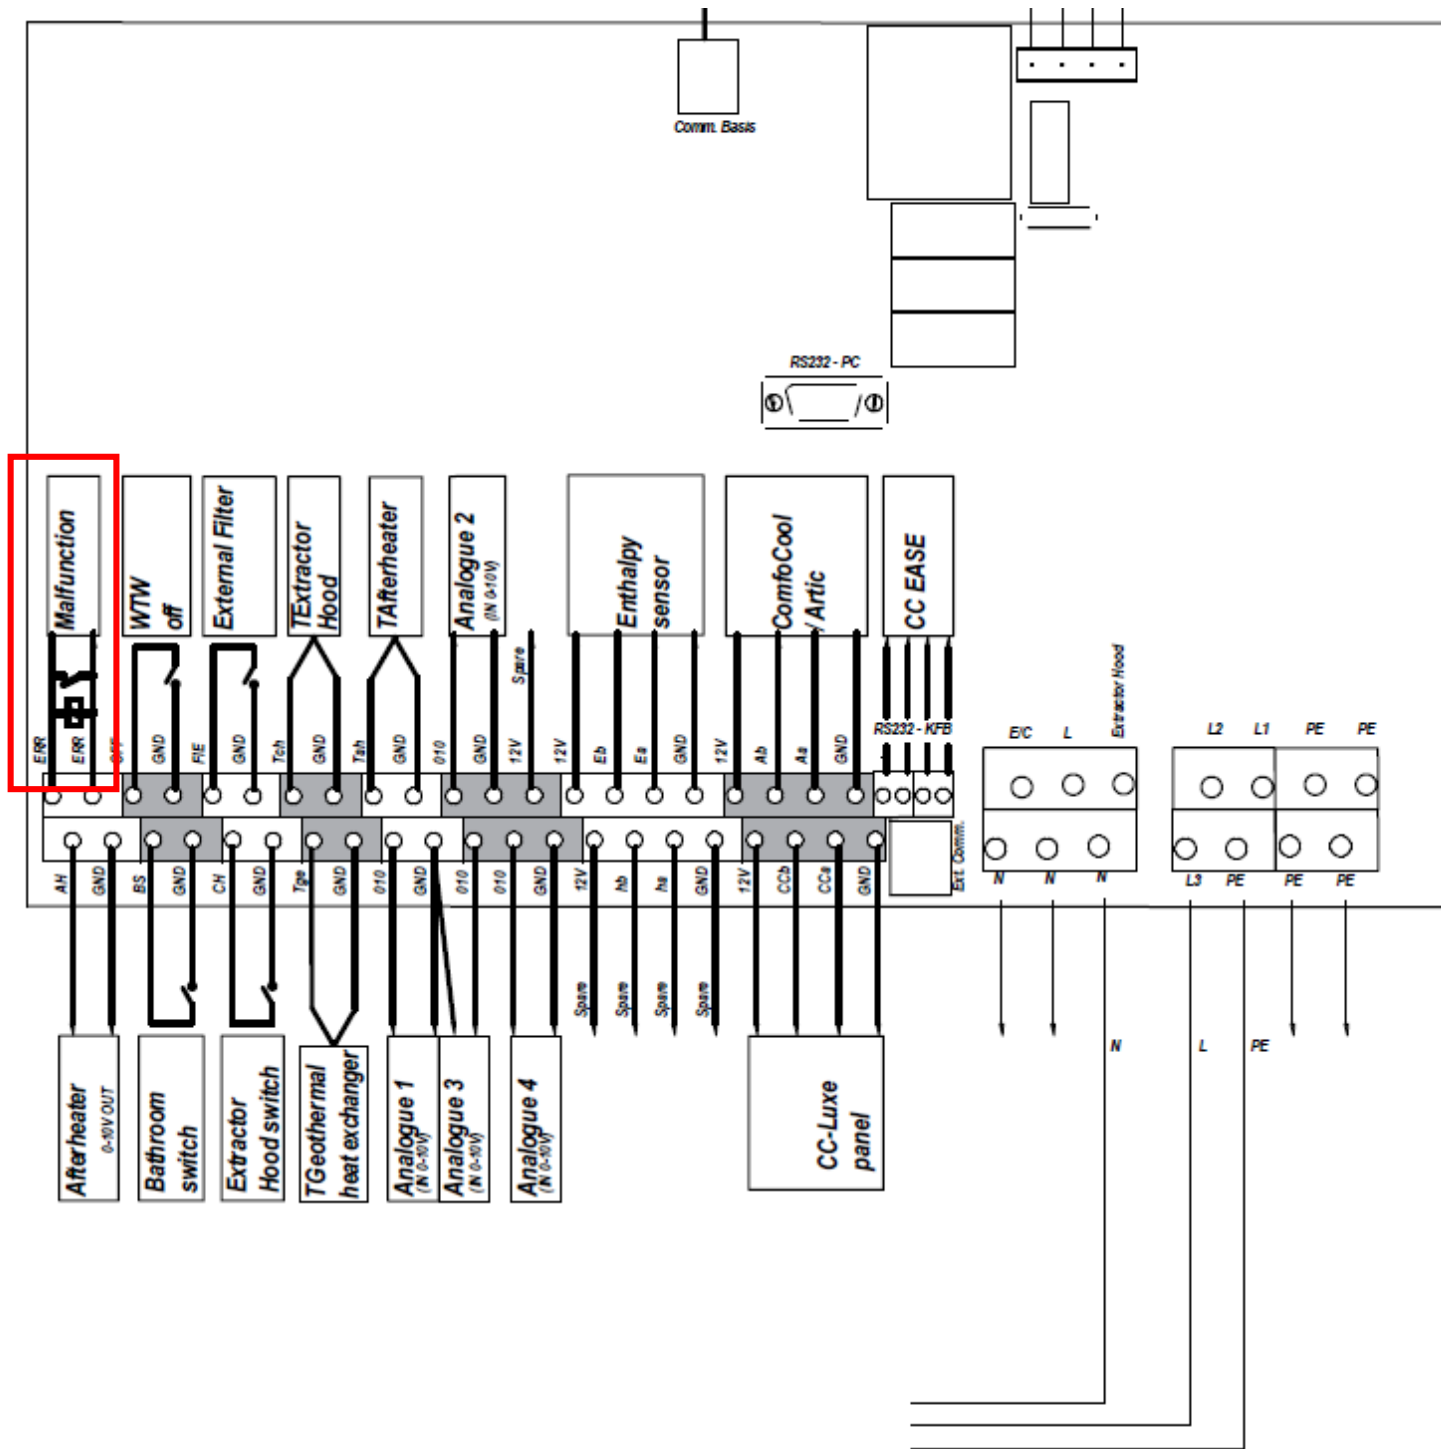 Comm. Basis
RS232 - PC
Malfunction
WTW
off
External Filter
TExtractor
Hood
TAfterheater
Analogue 2
(IN 0-10V)
Spare
Enthalpy
sensor
ComfoCool
/ Artic
CC EASE
RS232 - KFB
ERR
ERR
GND
FIE
GND
Tch
GND
Tah
GND
010
GND
12V
12V
Eb
Ea
GND
12V
Ab
Aa
GND
E/C
L
Extractor Hood
L2
L1
PE
PE
AH
GND
BS
GND
CH
GND
Tge
GND
010
GND
010
010
GND
12V
hb
ha
GND
12V
CCb
CCa
GND
Ext. Comm.
N
N
N
L3
PE
PE
PE
Spare
Spare
Spare
Spare
N
L
PE
Afterheater
0-10V OUT
Bathroom
switch
Extractor
Hood switch
TGeothermal
heat exchanger
Analogue 1
(IN 0-10V)
Analogue 3
(IN 0-10V)
Analogue 4
(IN 0-10V)
CC-Luxe
panel